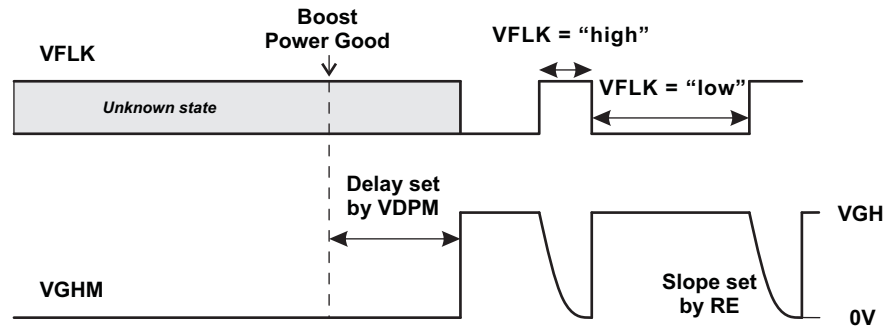 Boost
Power Good
VFLK = “high”
VFLK
VFLK = “low”
Unknown state
Delay set
by VDPM
VGH
VGHM
Slope set
by RE
0V